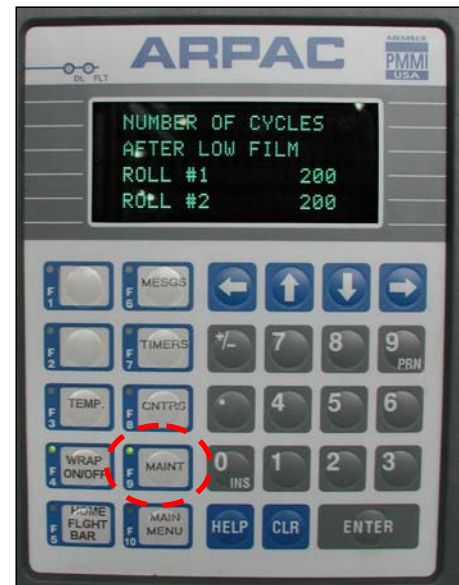 ARPAC
MEMBER
PMMI
USA
DL FLT
NUMBER OF CYCLES
AFTER LOW FILM
ROLL #1 200
ROLL #2 200
F1
F6 MESGS
F2
F7 TIMERS
+/- 7 8 9 PRN
F3 TEMP.
F8 CNTRS
. 4 5 6
F4 WRAP ON/OFF
F9 MAINT
0 INS 1 2 3
F5 HOME FLGHT BAR
F10 MAIN MENU
HELP CLR ENTER